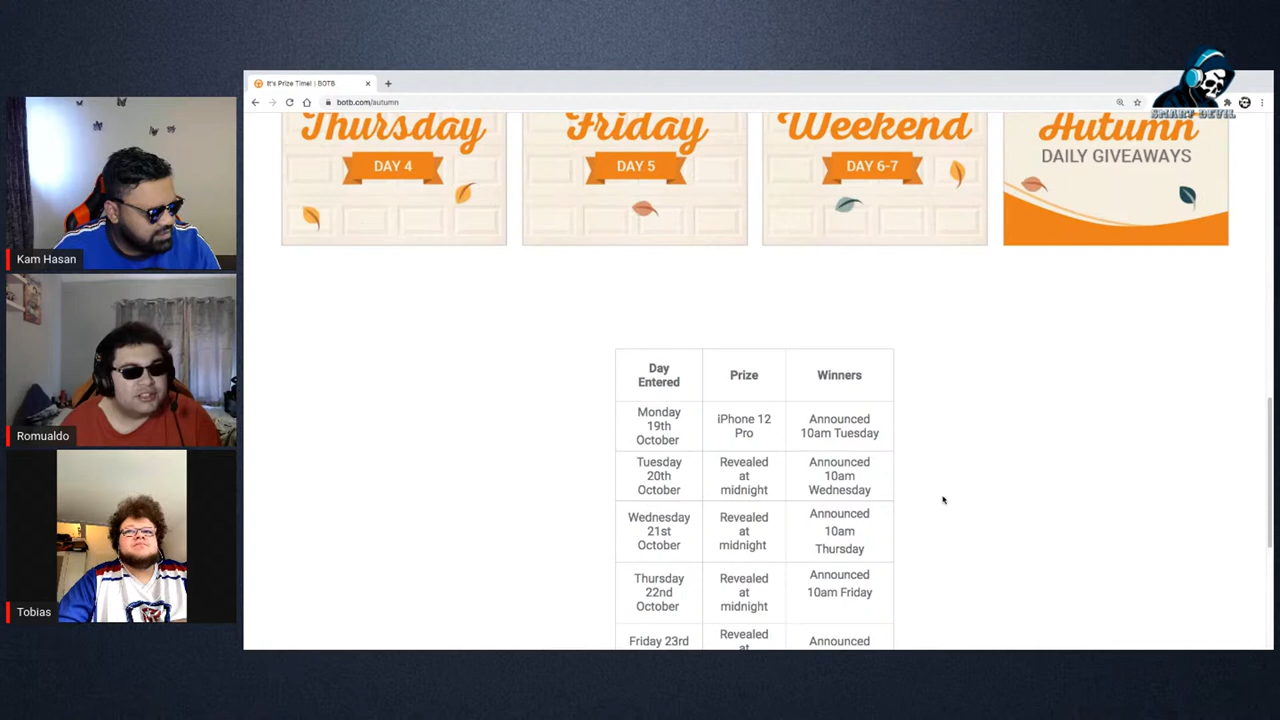 It's Prize Time! | BOTB
botb.com/autumn
SMART DEVIL
Thursday
DAY 4
Friday
DAY 5
Weekend
DAY 6-7
Autumn
DAILY GIVEAWAYS
Kam Hasan
Romualdo
Tobias
Day
Entered
Prize
Winners
Monday
19th
October
iPhone 12
Pro
Announced
10am Tuesday
Tuesday
20th
October
Revealed
at
midnight
Announced
10am
Wednesday
Wednesday
21st
October
Revealed
at
midnight
Announced
10am
Thursday
Thursday
22nd
October
Revealed
at
midnight
Announced
10am Friday
Friday 23rd
Revealed
at
Announced